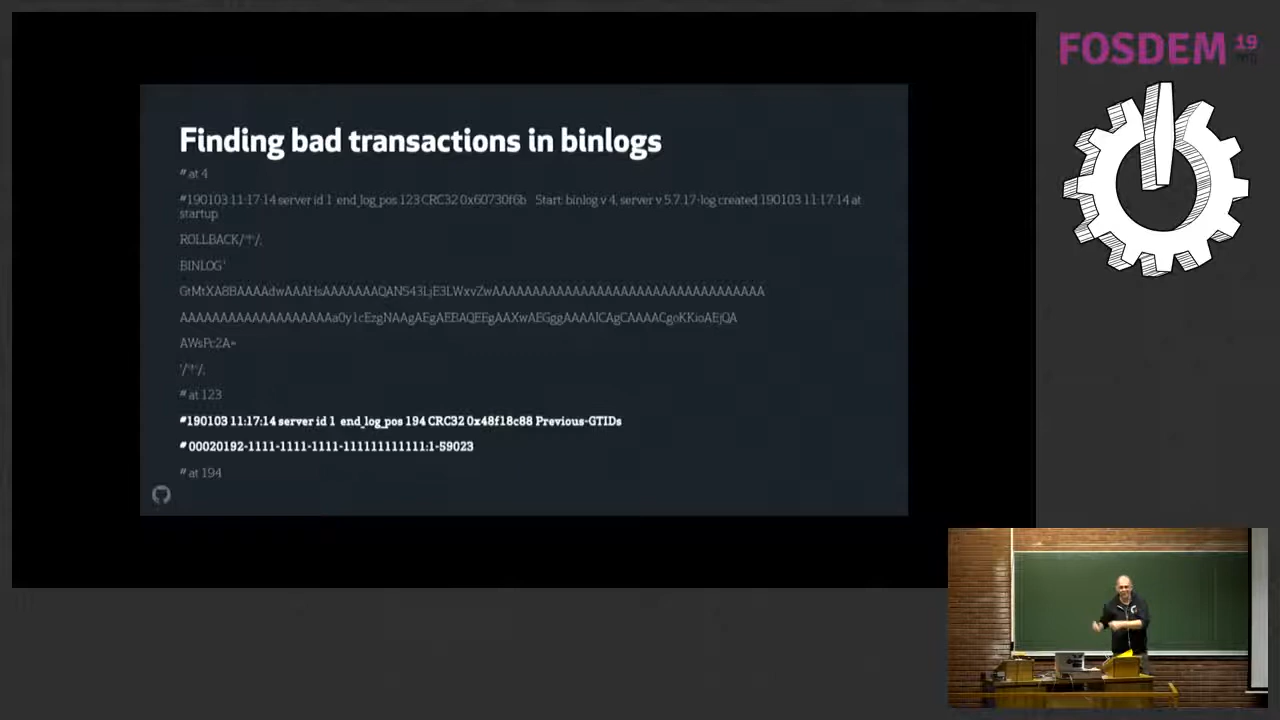 FOSDEM 19
Finding bad transactions in binlogs
# at 4
#190103 11:17:14 server id 1 end_log_pos 123 CRC32 0x60730f6b Start: binlog v 4, server v 5.7.17-log created 190103 11:17:14 at
startup
ROLLBACK/*!*/;
BINLOG '
GtMtXA8BAAAAdwAAAHsAAAAAAAQANS43LjE3LWxvZwAAAAAAAAAAAAAAAAAAAAAAAAAAAAAAAAAA
AAAAAAAAAAAAAAAAAAAa0y1cEzgNAAgAEgAEBAQEEgAAXwAEGggAAAAICAgCAAAACgoKKioAEjQA
AWsPc2A=
'/*!*/;
# at 123
#190103 11:17:14 server id 1 end_log_pos 194 CRC32 0x48f18c88 Previous-GTIDs
# 00020192-1111-1111-1111-111111111111:1-59023
# at 194